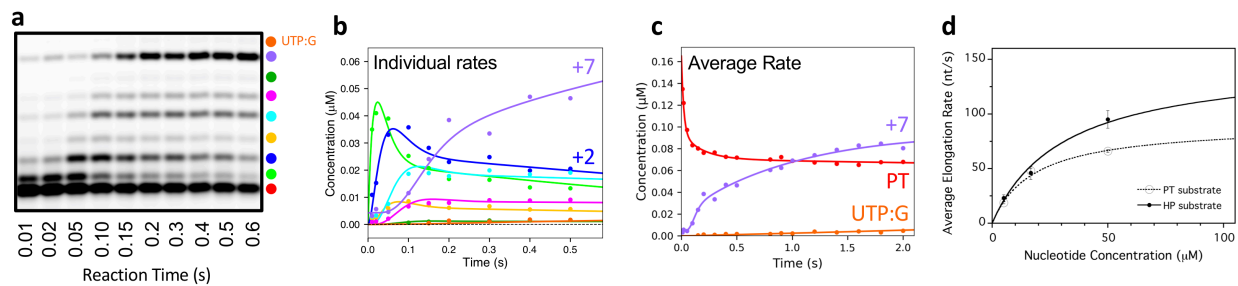 a
UTP:G
0.01 0.02 0.05 0.10 0.15 0.2 0.3 0.4 0.5 0.6
Reaction Time (s)
b
Individual rates
+7
+2
Concentration (μM)
0.06
0.05
0.04
0.03
0.02
0.01
0.00
0.0 0.1 0.2 0.3 0.4 0.5
Time (s)
c
Average Rate
+7
PT
UTP:G
Concentration (μM)
0.16
0.14
0.12
0.10
0.08
0.06
0.04
0.02
0.00
0.0 0.5 1.0 1.5 2.0
Time (s)
d
Average Elongation Rate (nt/s)
150
100
50
0
0 50 100
Nucleotide Concentration (μM)
PT substrate
HP substrate